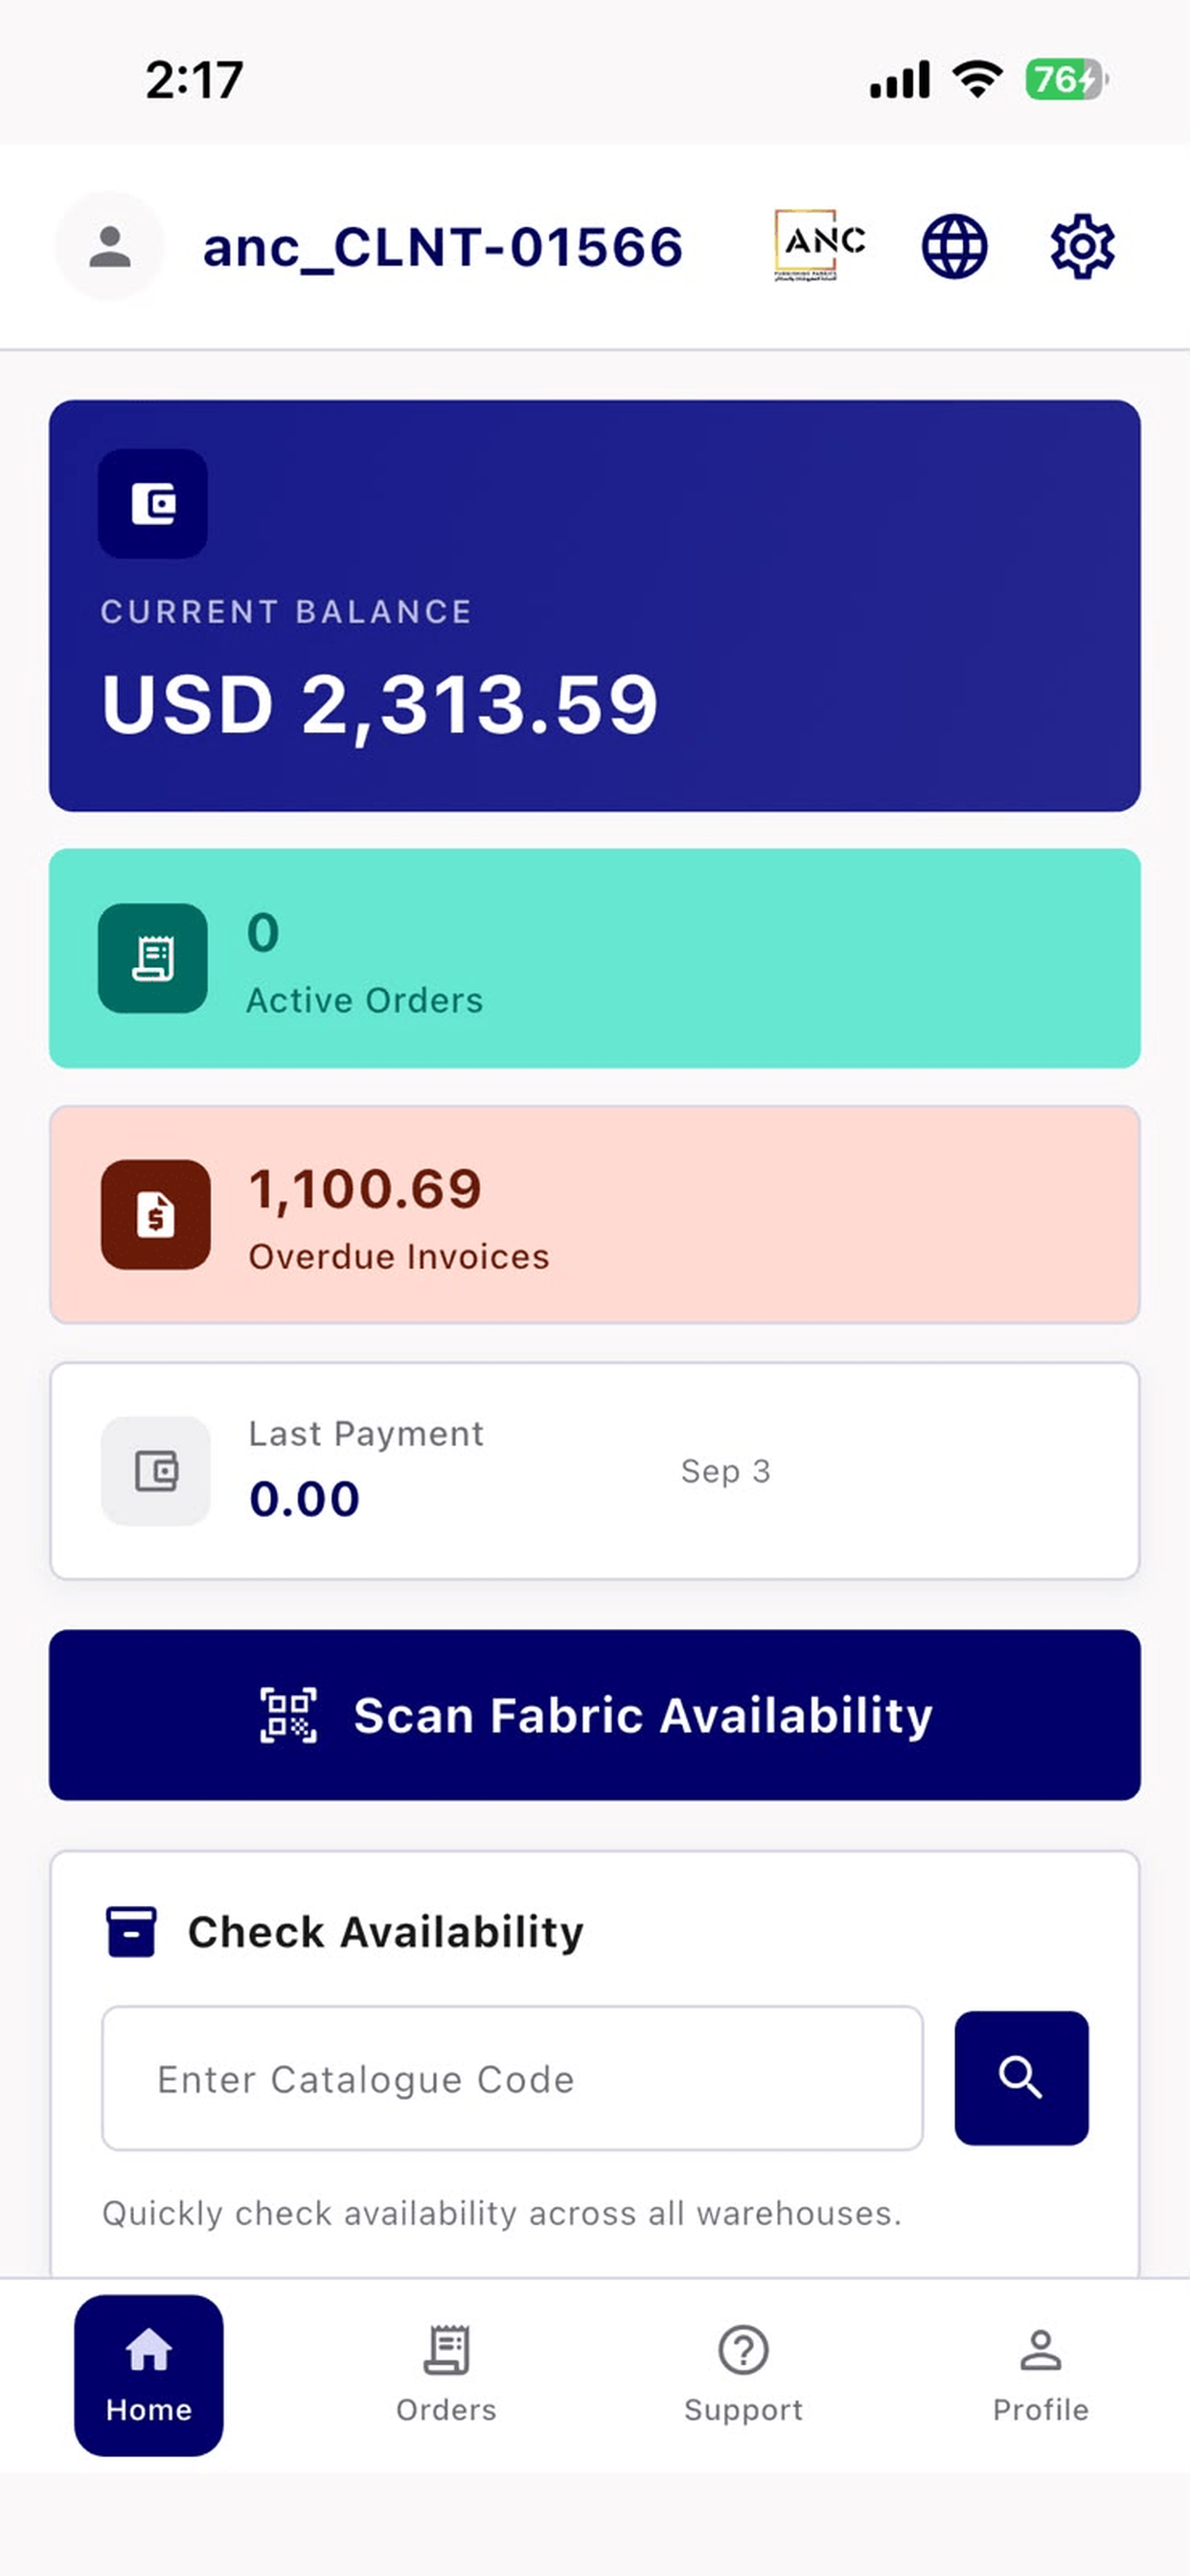 2:17
76
anc_CLNT-01566
ANC
CURRENT BALANCE
USD 2,313.59
0
Active Orders
1,100.69
Overdue Invoices
Last Payment
0.00
Sep 3
Scan Fabric Availability
Check Availability
Enter Catalogue Code
Quickly check availability across all warehouses.
Home
Orders
Support
Profile